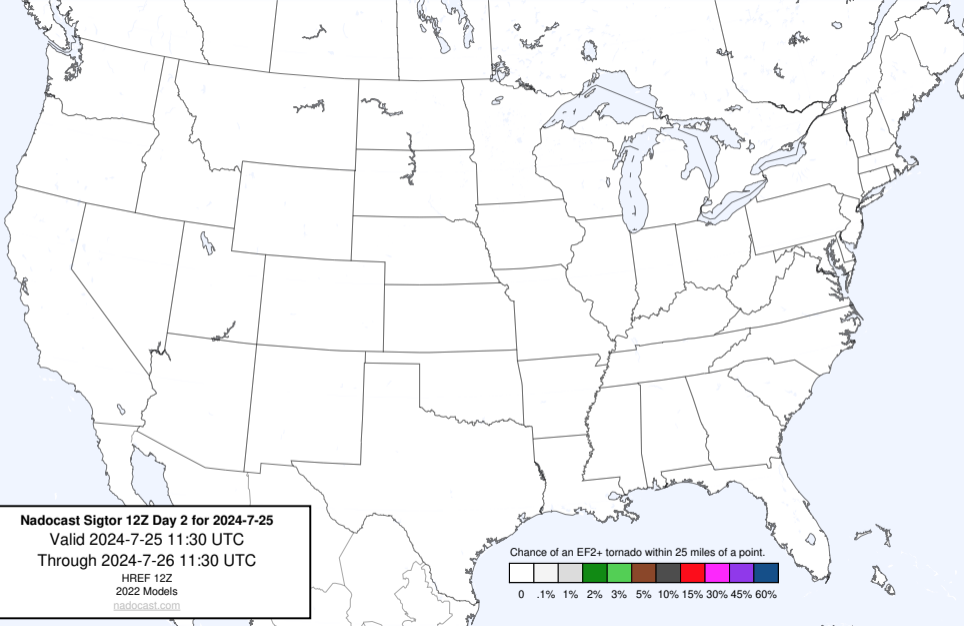 Nadocast Sigtor 12Z Day 2 for 2024-7-25
Valid 2024-7-25 11:30 UTC
Through 2024-7-26 11:30 UTC
HREF 12Z
2022 Models
nadocast.com
Chance of an EF2+ tornado within 25 miles of a point.
0 .1% 1% 2% 3% 5% 10% 15% 30% 45% 60%